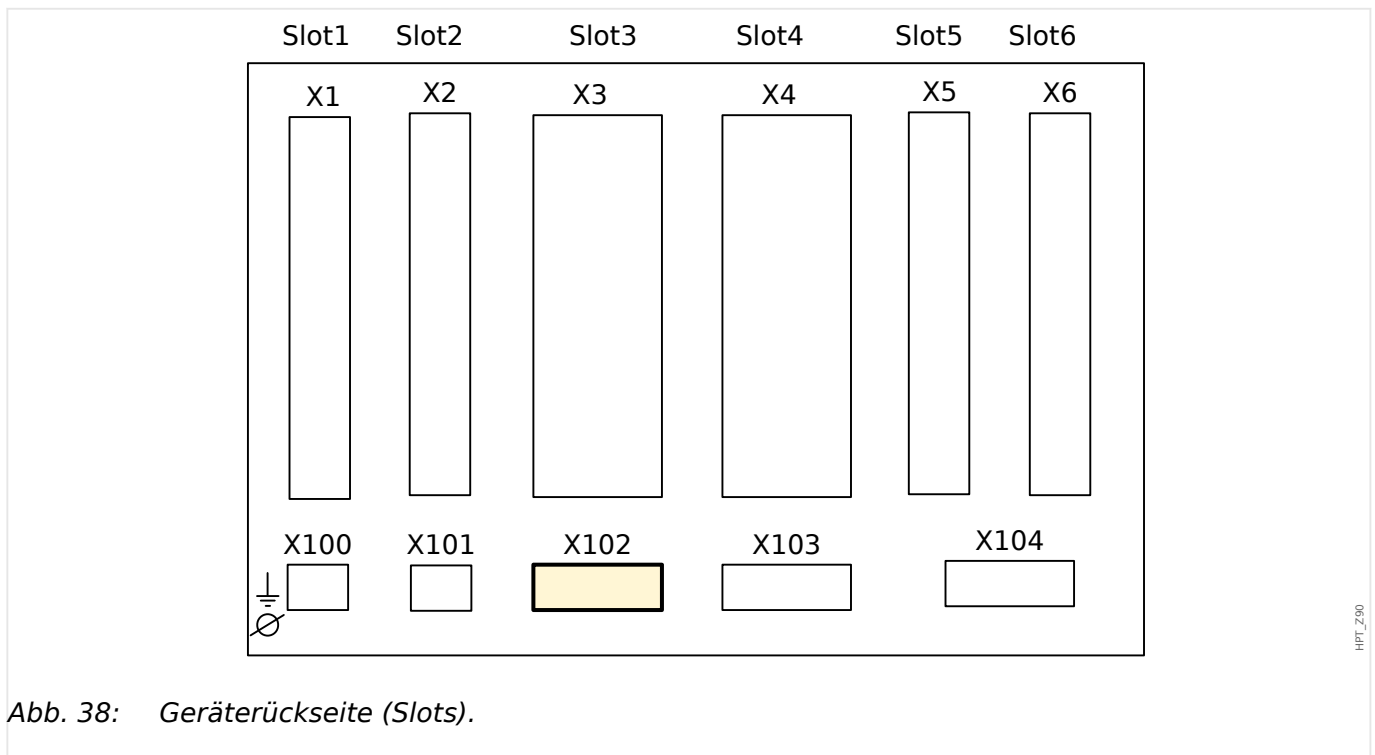 Slot1 Slot2 Slot3 Slot4 Slot5 Slot6
X1 X2 X3 X4 X5 X6
X100 X101 X102 X103 X104
HPT_Z90
Abb. 38: Geräterückseite (Slots).